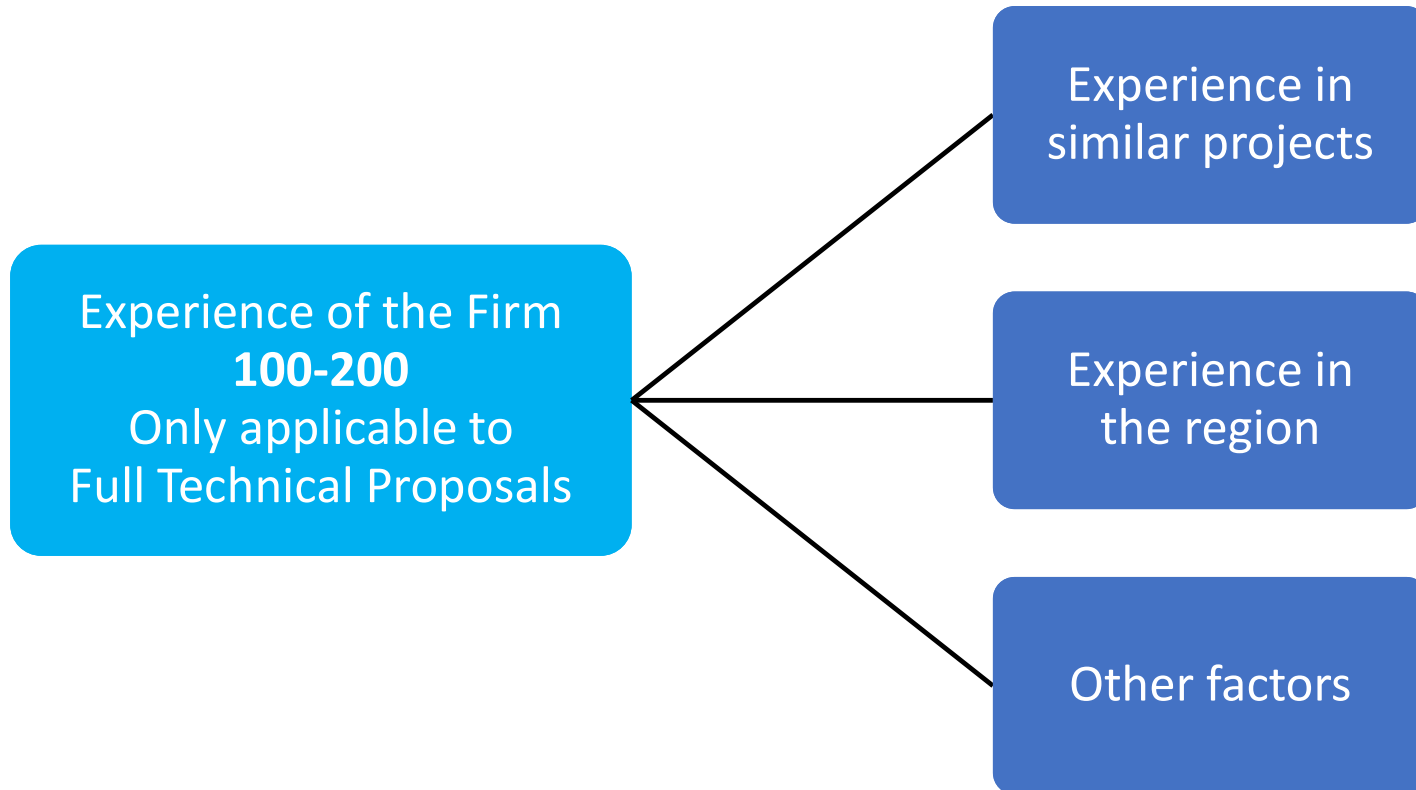 Experience of the Firm
100-200
Only applicable to
Full Technical Proposals
Experience in
similar projects
Experience in
the region
Other factors